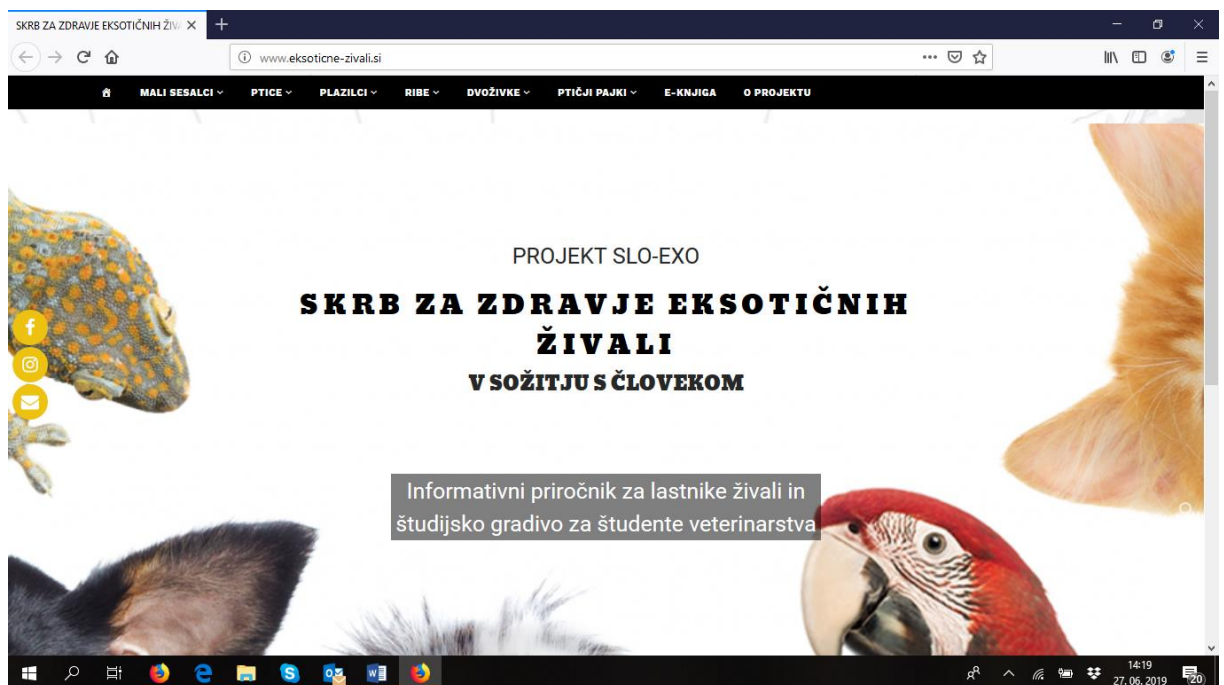 SKRB ZA ZDRAVJE EKSOTIČNIH ŽIV
www.eksoticne-zivali.si
MALI SESALCI PTICE PLAZILCI RIBE DVOŽIVKE PTIČJI PAJKI E-KNJIGA O PROJEKTU
PROJEKT SLO-EXO
SKRB ZA ZDRAVJE EKSOTIČNIH
ŽIVALI
V SOŽITJU S ČLOVEKOM
Informativni priročnik za lastnike živali in
študijsko gradivo za študente veterinarstva
14:19
27. 06. 2019
20